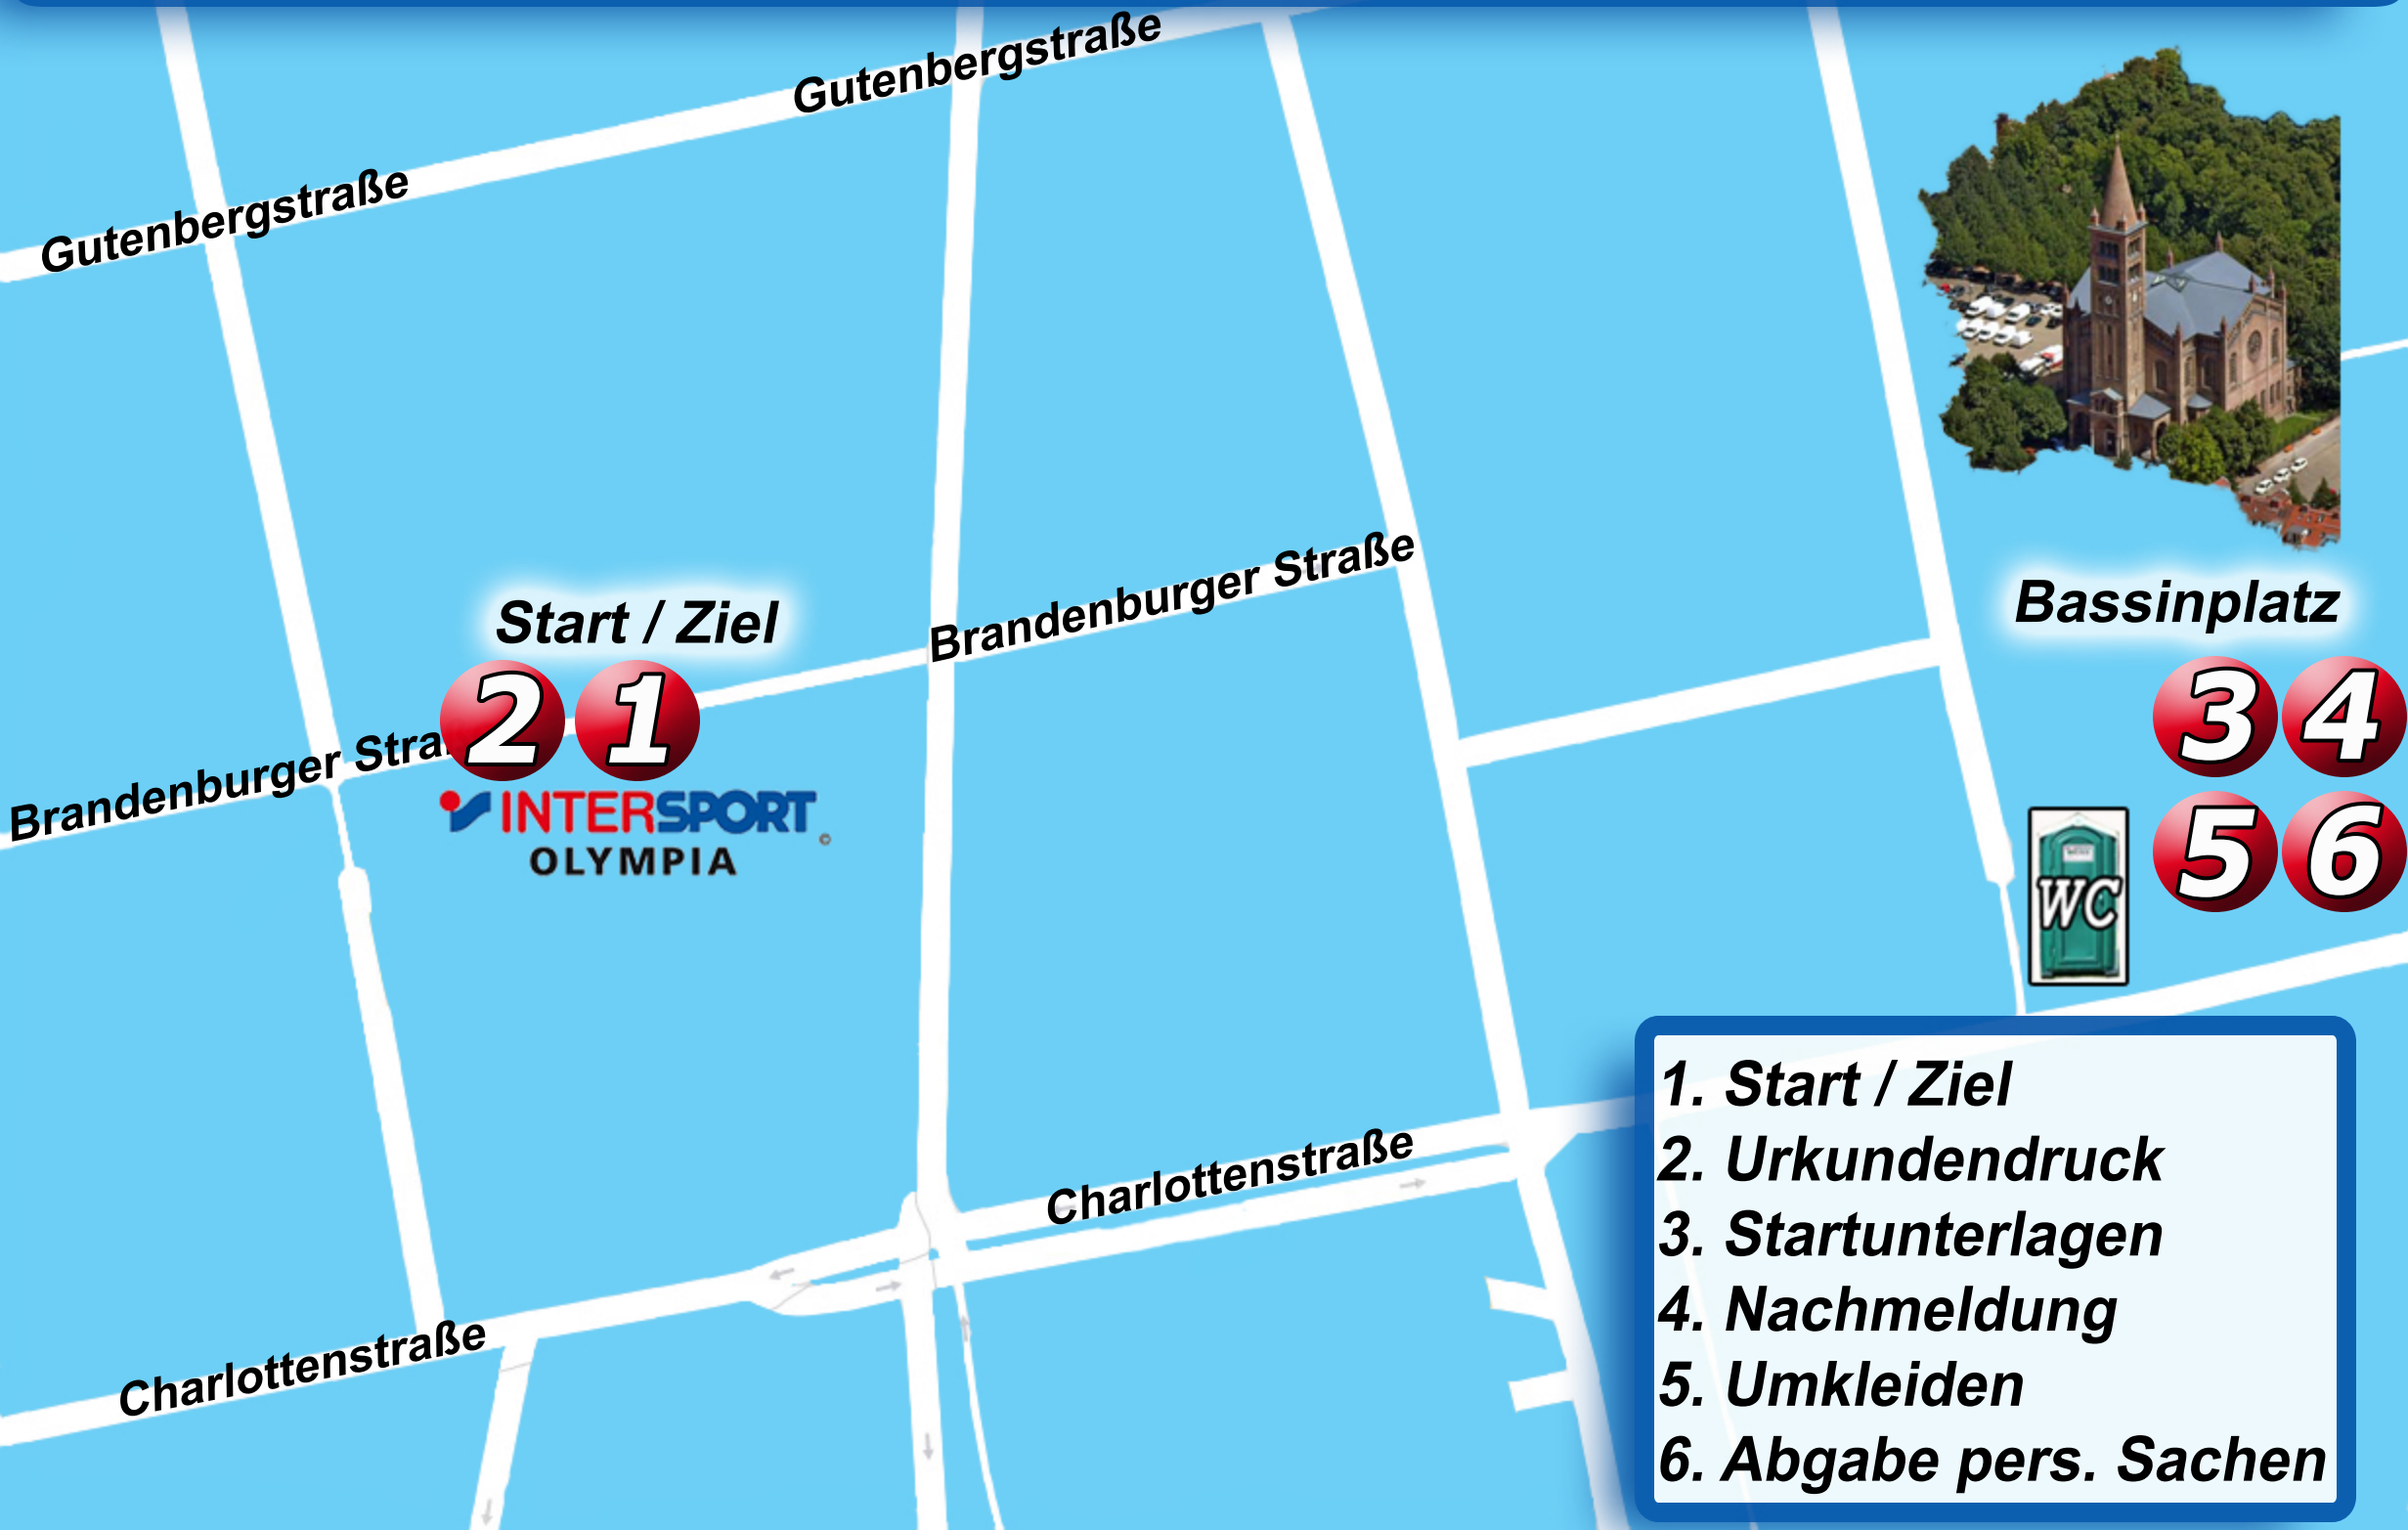 Gutenbergstraße
Gutenbergstraße
Start / Ziel
Brandenburger Straße
Bassinplatz
2 1
3 4
Brandenburger Stra
INTERSPORT
OLYMPIA
5 6
WC
Charlottenstraße
Charlottenstraße
1. Start / Ziel
2. Urkundendruck
3. Startunterlagen
4. Nachmeldung
5. Umkleiden
6. Abgabe pers. Sachen